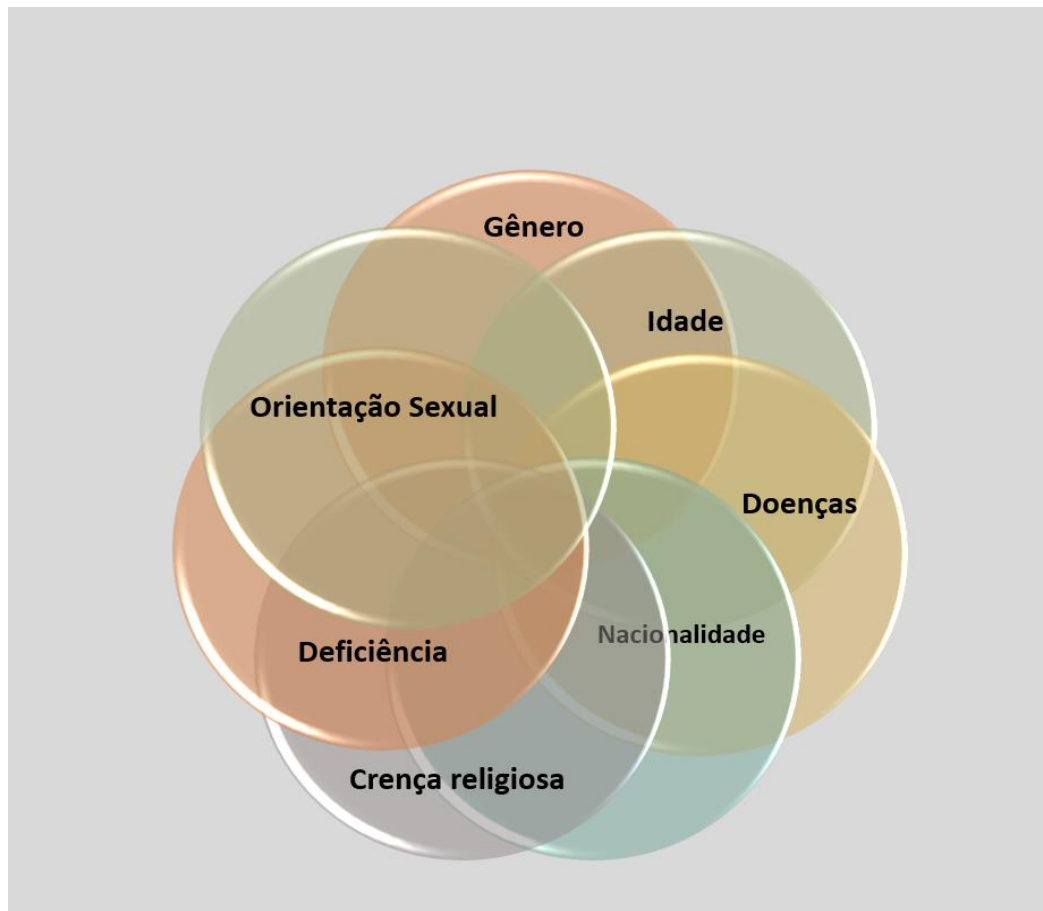 Gênero
Idade
Orientação Sexual
Doenças
Nacionalidade
Deficiência
Crença religiosa